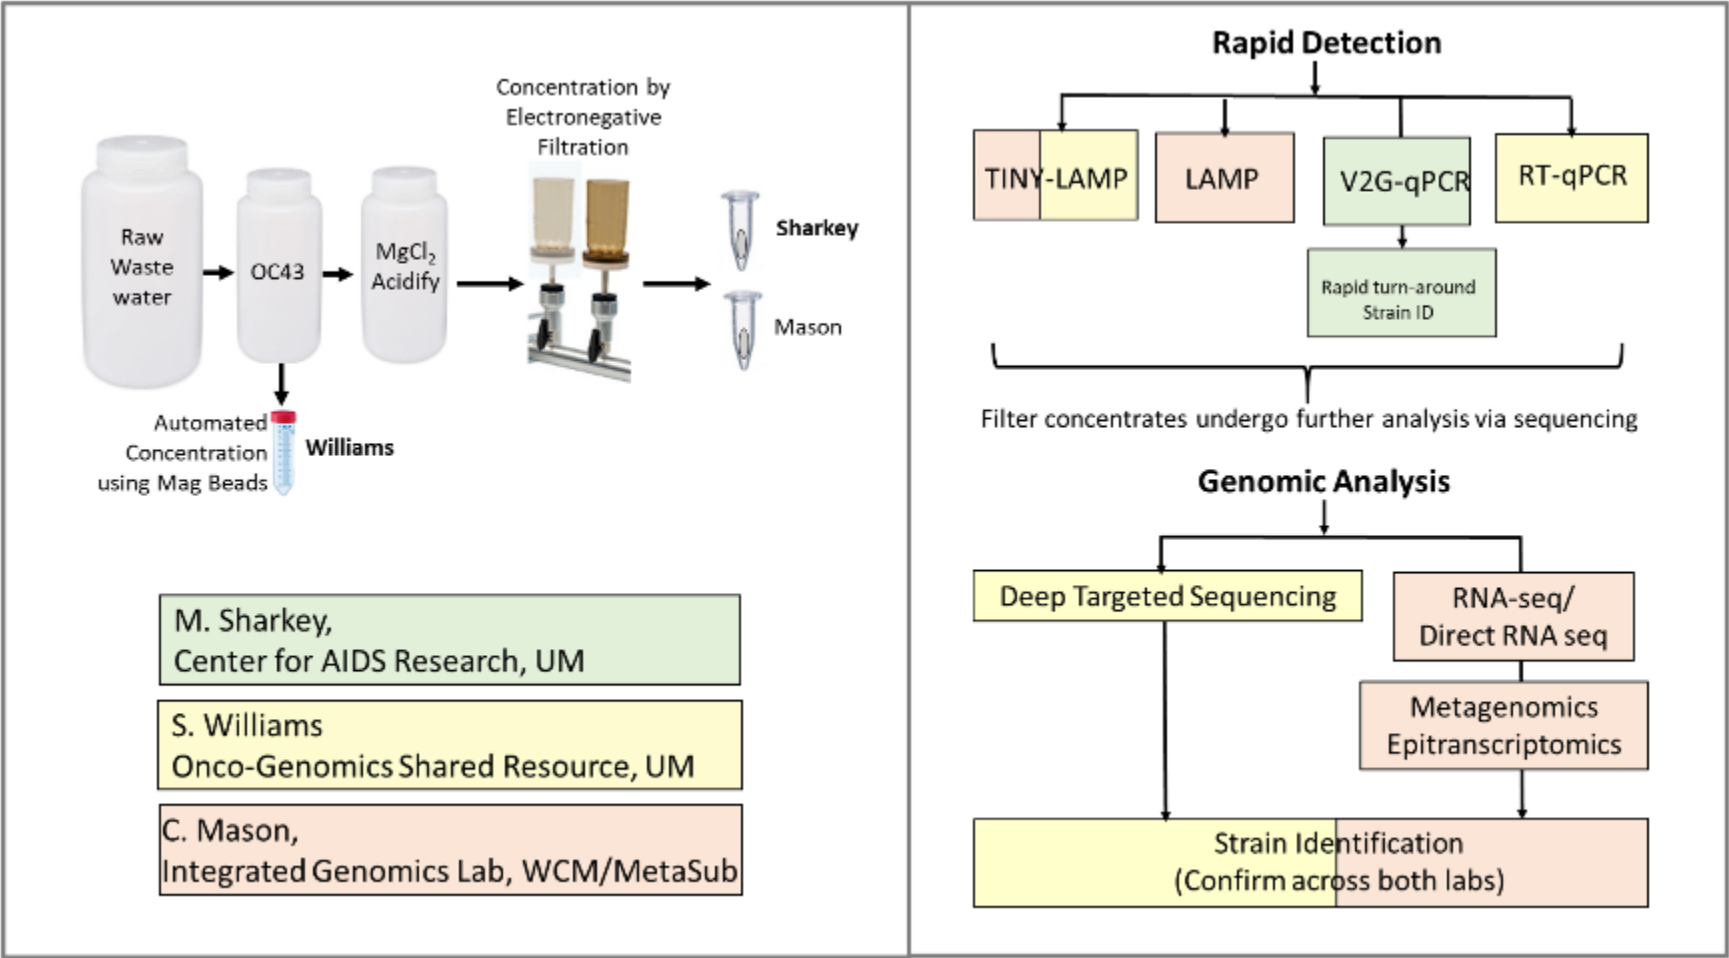 Concentration by
Electronegative
Filtration
Raw
Waste
water
OC43
MgCl₂
Acidify
Sharkey
Mason
Automated
Concentration
using Mag Beads
Williams
M. Sharkey,
Center for AIDS Research, UM
S. Williams
Onco-Genomics Shared Resource, UM
C. Mason,
Integrated Genomics Lab, WCM/MetaSub
Rapid Detection
TINY-LAMP
LAMP
V2G-qPCR
RT-qPCR
Rapid turn-around
Strain ID
Filter concentrates undergo further analysis via sequencing
Genomic Analysis
Deep Targeted Sequencing
RNA-seq/
Direct RNA seq
Metagenomics
Epitranscriptomics
Strain Identification
(Confirm across both labs)